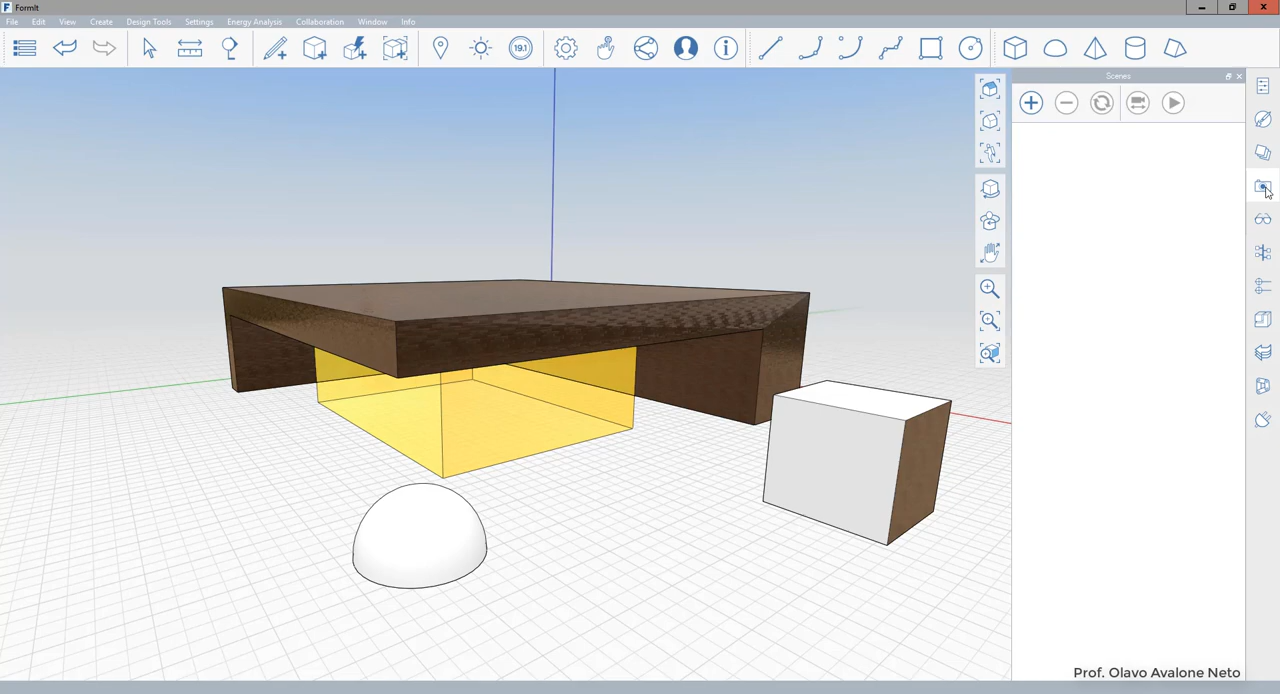 FormIt
File Edit View Create Design Tools Settings Energy Analysis Collaboration Window Info
19.1
Scenes
Prof. Olavo Avalone Neto